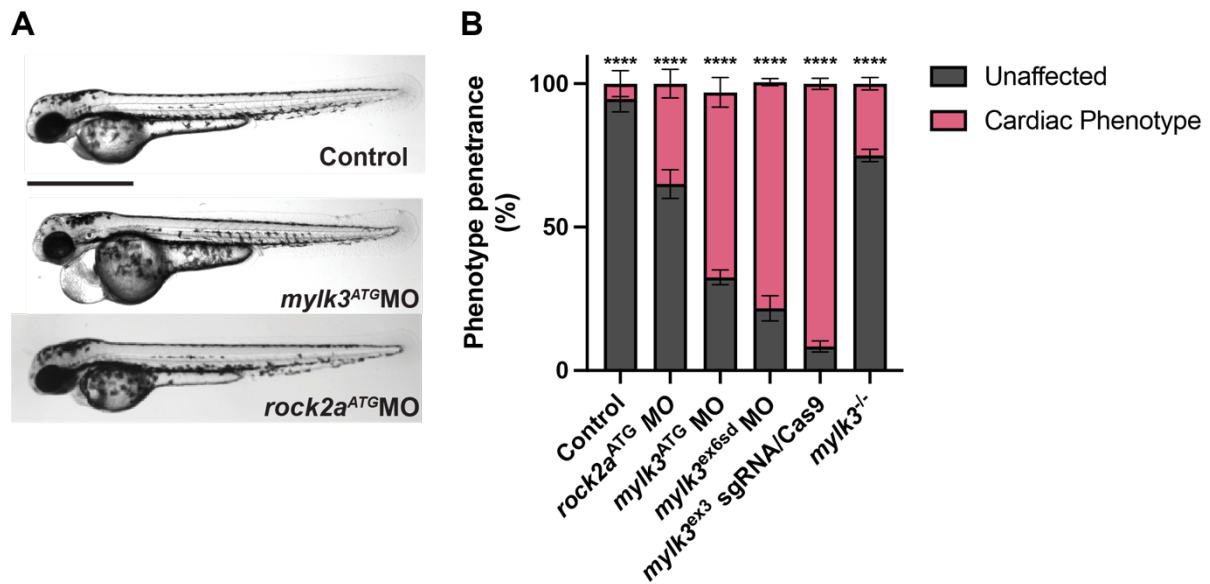 A
Control
mylk3ᴬᵀᴳMO
rock2aᴬᵀᴳMO
B
**** **** **** **** **** ****
100
50
0
Phenotype penetrance
(%)
Control
rock2aᴬᵀᴳ MO
mylk3ᴬᵀᴳ MO
mylk3ᵉˣ⁶ˢᵈ MO
mylk3ᵉˣ³ sgRNA/Cas9
mylk3⁻/⁻
Unaffected
Cardiac Phenotype